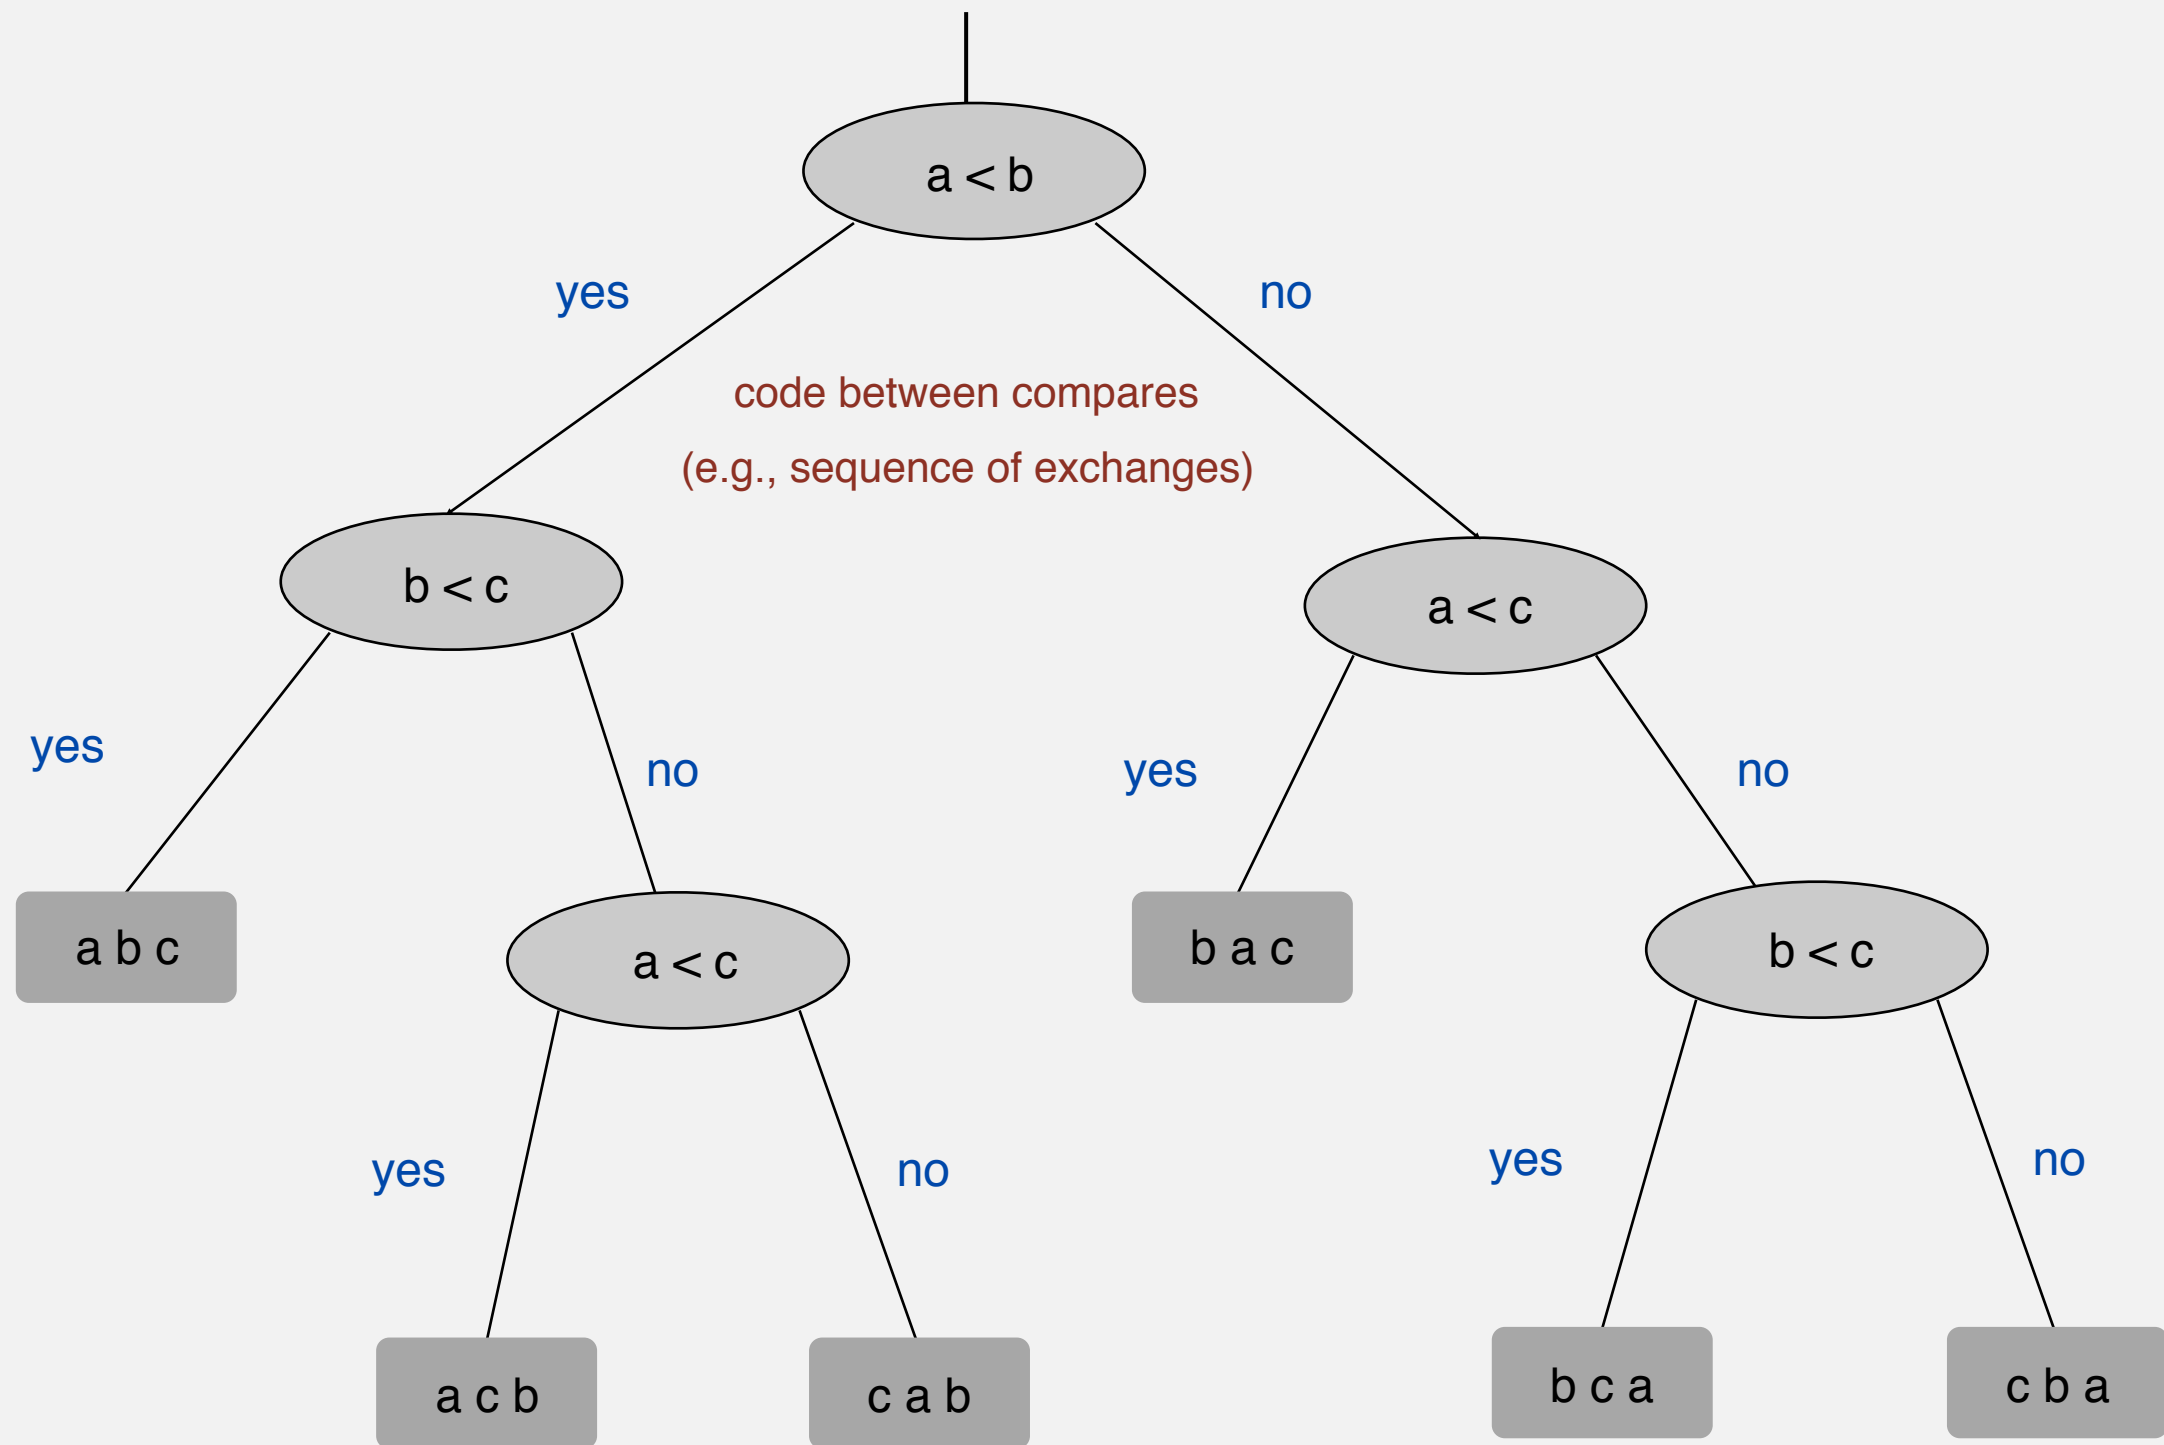 a < b
yes
no
code between compares
(e.g., sequence of exchanges)
b < c
a < c
yes
no
yes
no
a b c
a < c
b a c
b < c
yes
no
yes
no
a c b
c a b
b c a
c b a